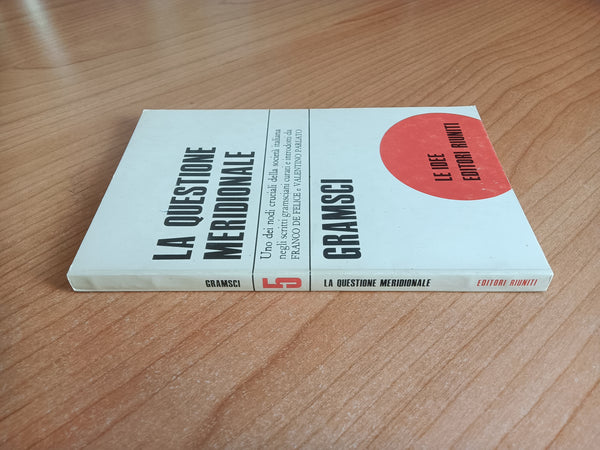 LA QUESTIONE
MERIDIONALE
Uno dei nodi cruciali della società italiana
negli scritti gramsciani curati e introdotti da
FRANCO DE FELICE e VALENTINO PARLATO
GRAMSCI
LE IDEE
EDITORI RIUNITI
GRAMSCI
5
LA QUESTIONE MERIDIONALE
EDITORI RIUNITI